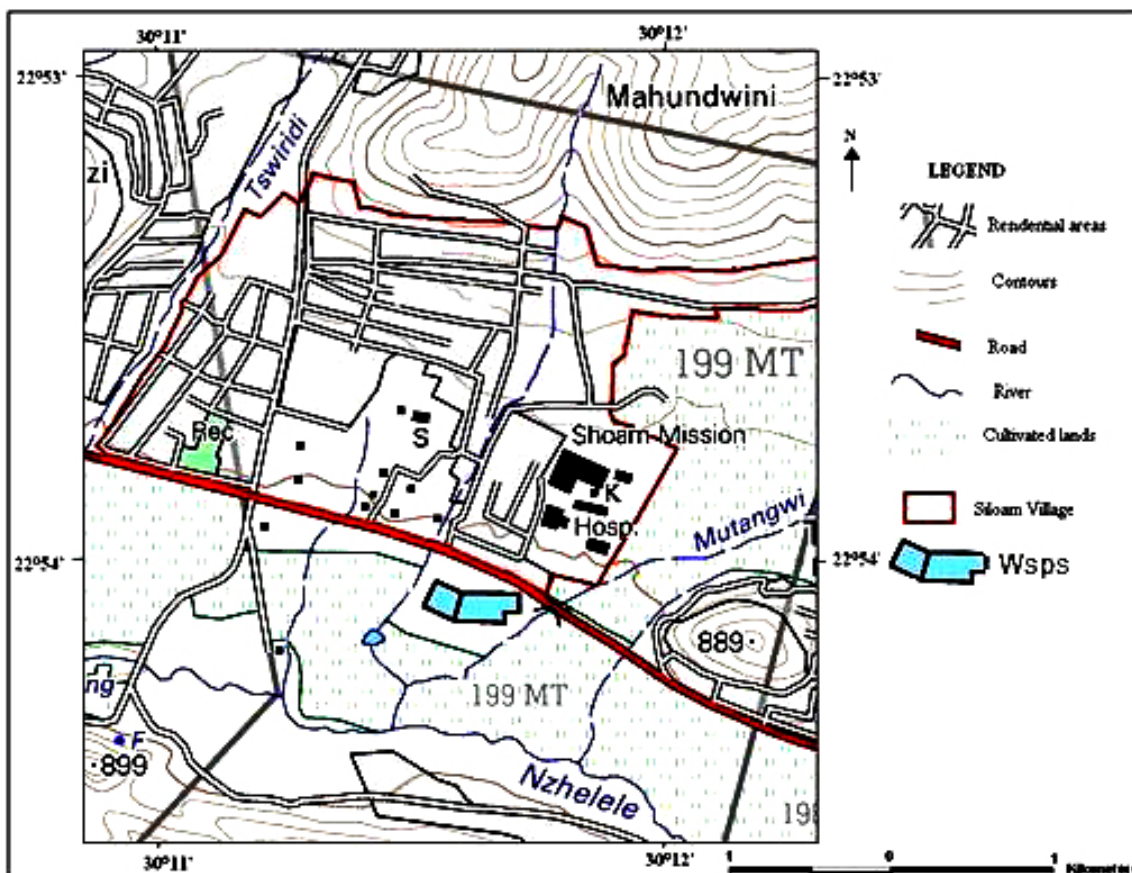 30°11' 30°12'
22°53' 22°53'
Mahundwini
N
zi
Tswiridi
LEGEND
Rendential areas
Contours
Road
199 MT
River
Rec
S
Shoam Mission
Cultivated lands
K
Hosp.
Mutangwi
Siloam Village
22°54' 22°54'
Wsps
889
ng
199 MT
F
899
Nzhelele
30°11' 30°12'
1 0 1